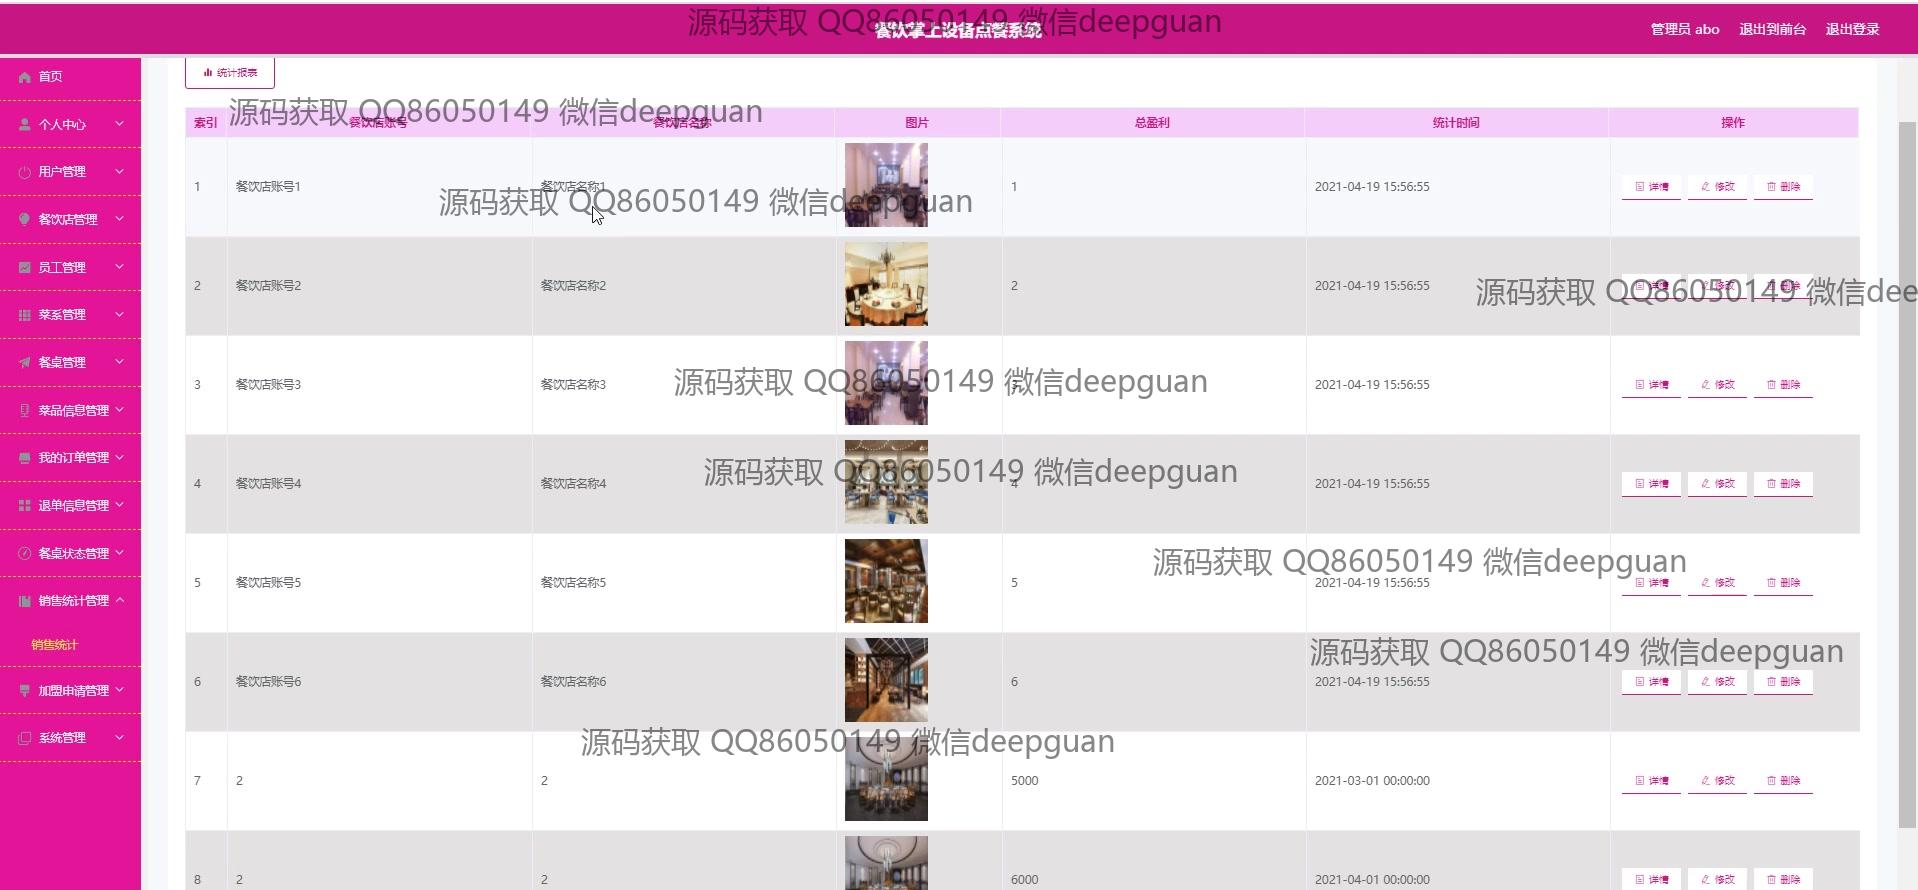 源码获取 QQ86050149 微信deepguan
餐饮掌上设备点餐系统
管理员 abo 退出到前台 退出登录
首页
个人中心
用户管理
餐饮店管理
员工管理
菜系管理
餐桌管理
菜品信息管理
我的订单管理
退单信息管理
餐桌状态管理
销售统计管理
销售统计
加盟申请管理
系统管理
统计报表
源码获取 QQ86050149 微信deepguan
索引 餐饮店账号 餐饮店名称 图片 总盈利 统计时间 操作
1 餐饮店账号1 餐饮店名称1 1 2021-04-19 15:56:55 详情 修改 删除
源码获取 QQ86050149 微信deepguan
2 餐饮店账号2 餐饮店名称2 2 2021-04-19 15:56:55 详情 修改 删除
源码获取 QQ86050149 微信dee
3 餐饮店账号3 餐饮店名称3 3 2021-04-19 15:56:55 详情 修改 删除
源码获取 QQ86050149 微信deepguan
4 餐饮店账号4 餐饮店名称4 4 2021-04-19 15:56:55 详情 修改 删除
源码获取 QQ86050149 微信deepguan
源码获取 QQ86050149 微信deepguan
5 餐饮店账号5 餐饮店名称5 5 2021-04-19 15:56:55 详情 修改 删除
源码获取 QQ86050149 微信deepguan
6 餐饮店账号6 餐饮店名称6 6 2021-04-19 15:56:55 详情 修改 删除
源码获取 QQ86050149 微信deepguan
7 2 2 5000 2021-03-01 00:00:00 详情 修改 删除
8 2 2 6000 2021-04-01 00:00:00 详情 修改 删除